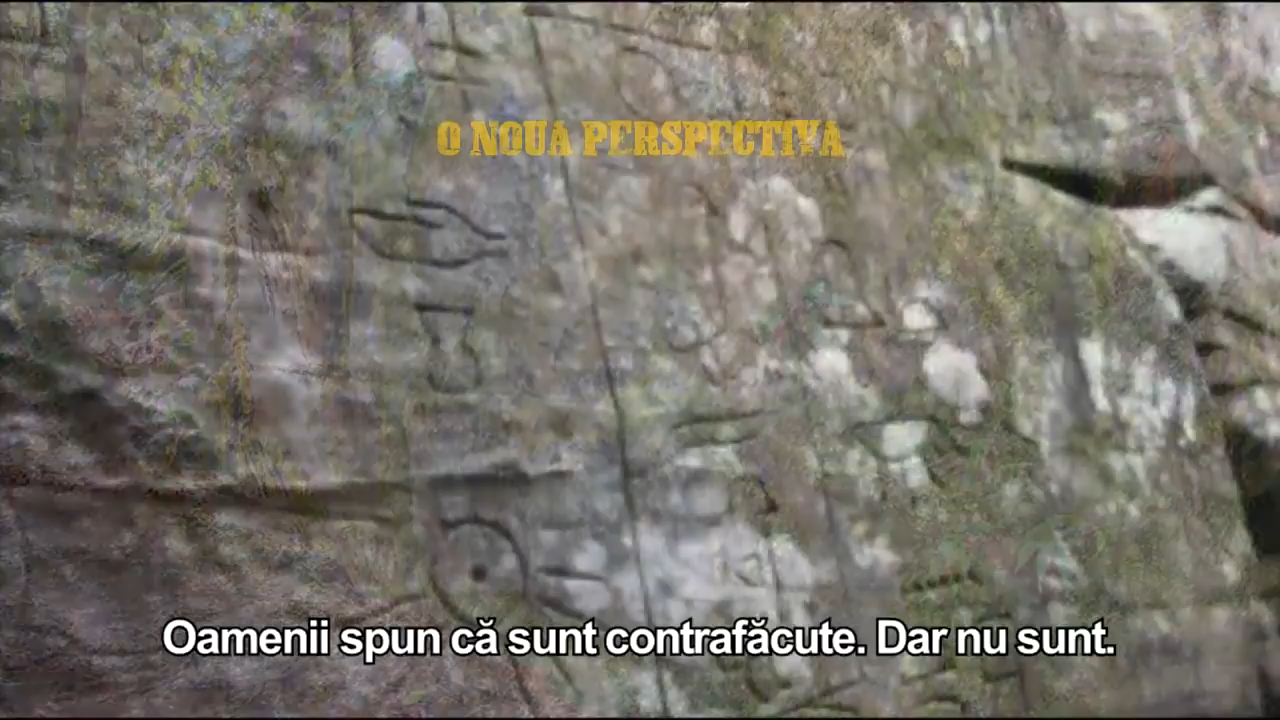 O NOUA PERSPECTIVA
Oamenii spun că sunt contrafăcute. Dar nu sunt.